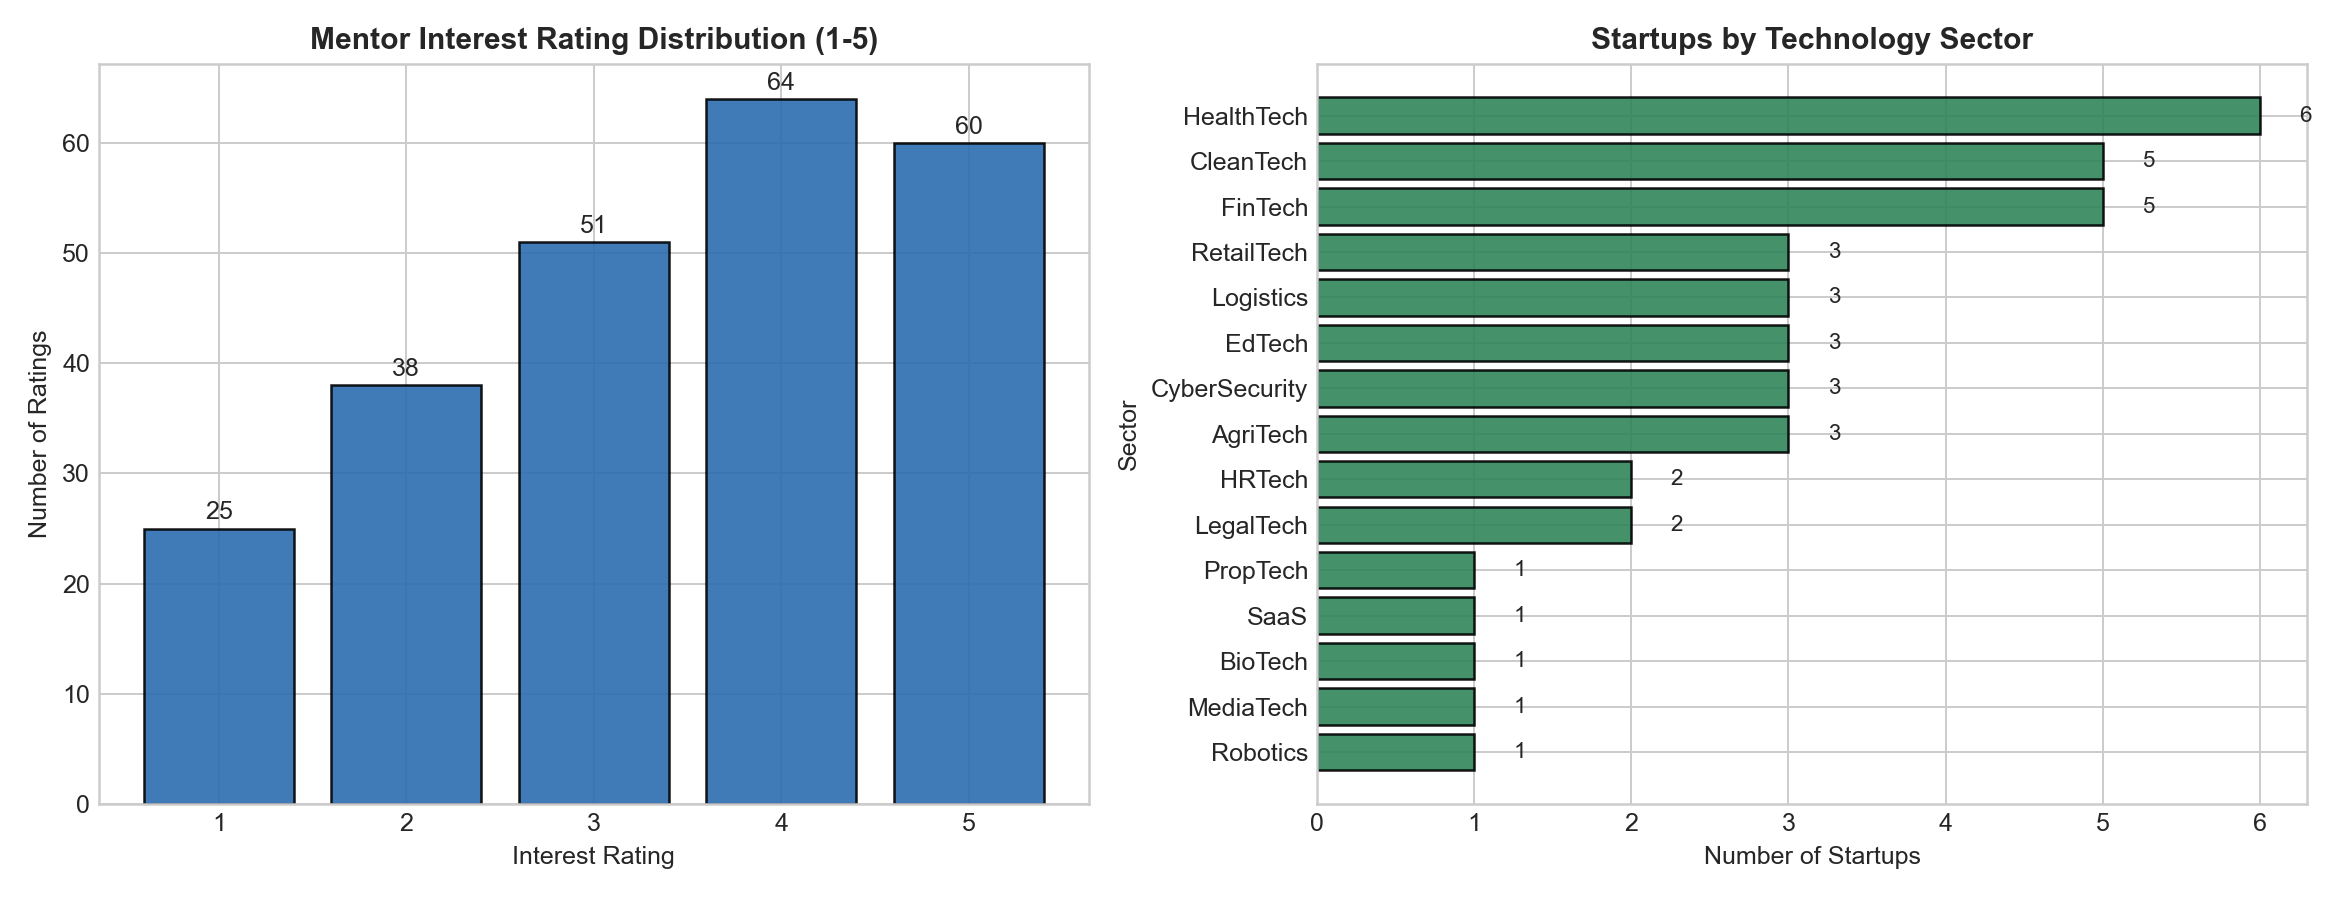 Mentor Interest Rating Distribution (1-5)
Number of Ratings
60
50
40
30
20
10
0
25
38
51
64
60
1
2
3
4
5
Interest Rating
Startups by Technology Sector
Sector
HealthTech 6
CleanTech 5
FinTech 5
RetailTech 3
Logistics 3
EdTech 3
CyberSecurity 3
AgriTech 3
HRTech 2
LegalTech 2
PropTech 1
SaaS 1
BioTech 1
MediaTech 1
Robotics 1
0
1
2
3
4
5
6
Number of Startups